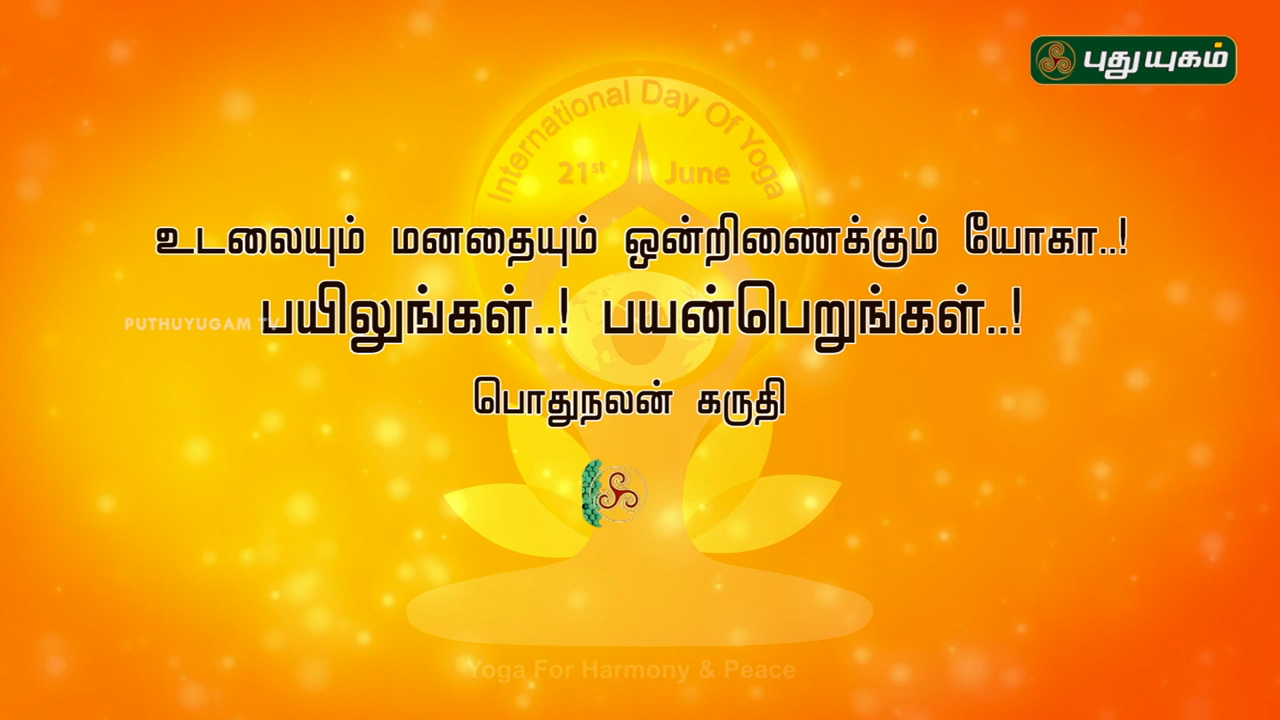 புதுயுகம்
International Day Of Yoga
21st June
உடலையும் மனதையும் ஒன்றிணைக்கும் யோகா..!
பயிலுங்கள்..! பயன்பெறுங்கள்..!
PUTHUYUGAM TV
பொதுநலன் கருதி
Yoga For Harmony & Peace